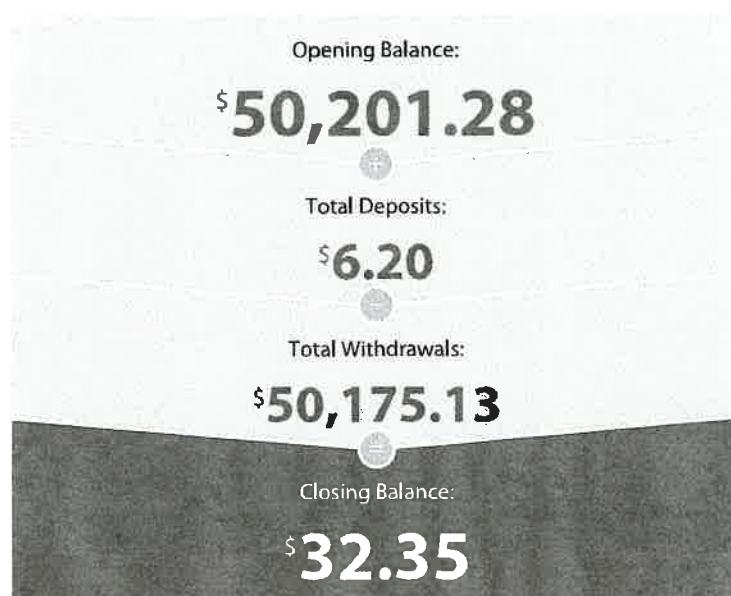 Opening Balance:
$50,201.28
+
Total Deposits:
$6.20
−
Total Withdrawals:
$50,175.13
=
Closing Balance:
$32.35